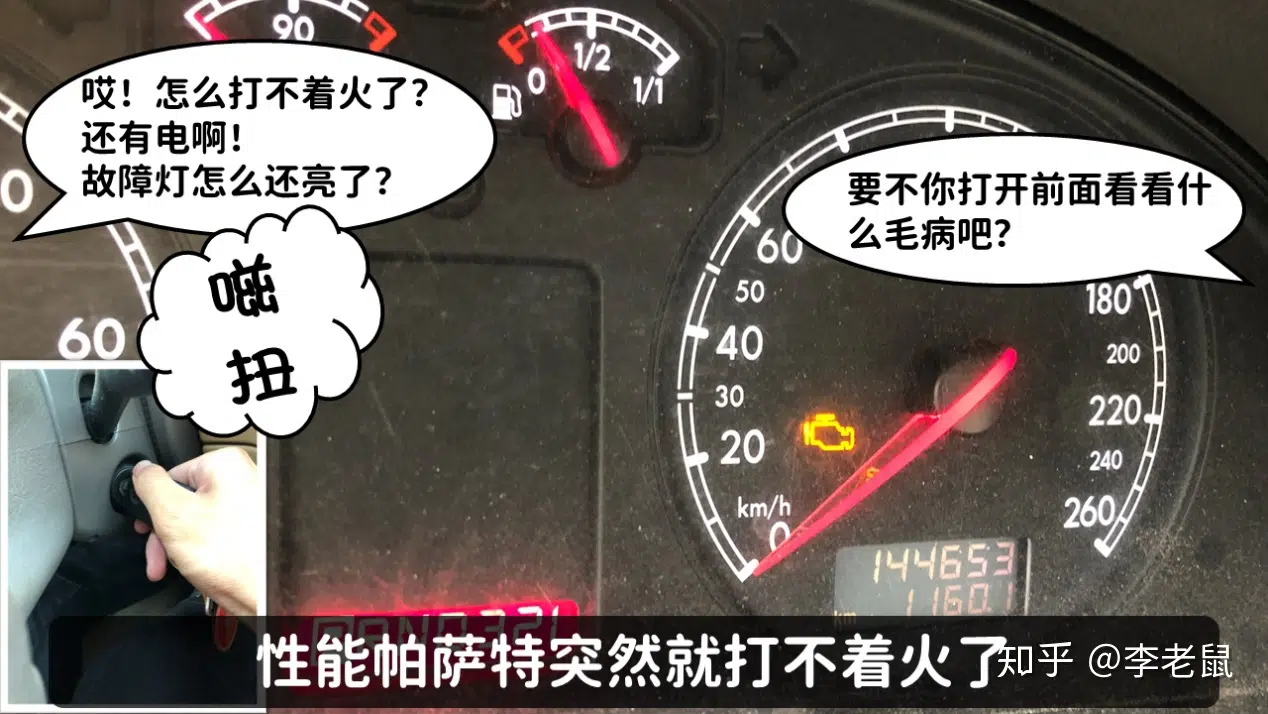 90
1/2
0
1/1
哎！怎么打不着火了？
还有电啊！
故障灯怎么还亮了？
要不你打开前面看看什
么毛病吧？
嗞
扭
0
60
60
50
40
30
20
km/h
0
180
200
220
240
260
144653
1160.1
km
性能帕萨特突然就打不着火了
知乎 @李老鼠